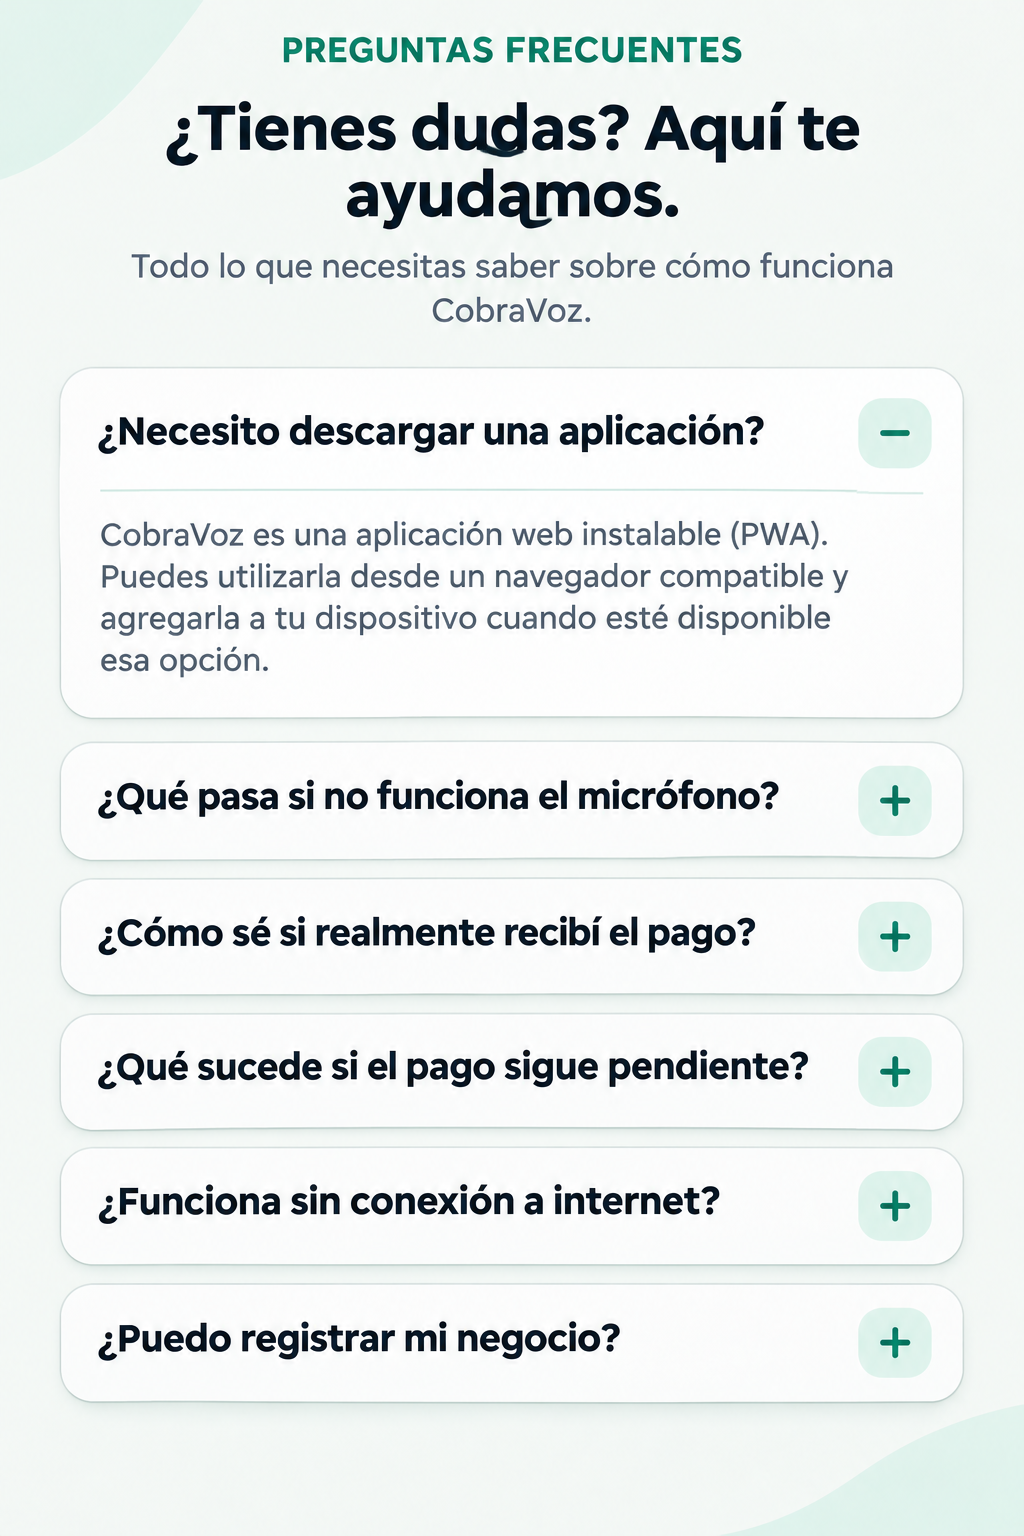 PREGUNTAS FRECUENTES
¿Tienes dudas? Aquí te
ayudamos.
Todo lo que necesitas saber sobre cómo funciona
CobraVoz.
¿Necesito descargar una aplicación?
CobraVoz es una aplicación web instalable (PWA).
Puedes utilizarla desde un navegador compatible y
agregarla a tu dispositivo cuando esté disponible
esa opción.
¿Qué pasa si no funciona el micrófono?
¿Cómo sé si realmente recibí el pago?
¿Qué sucede si el pago sigue pendiente?
¿Funciona sin conexión a internet?
¿Puedo registrar mi negocio?